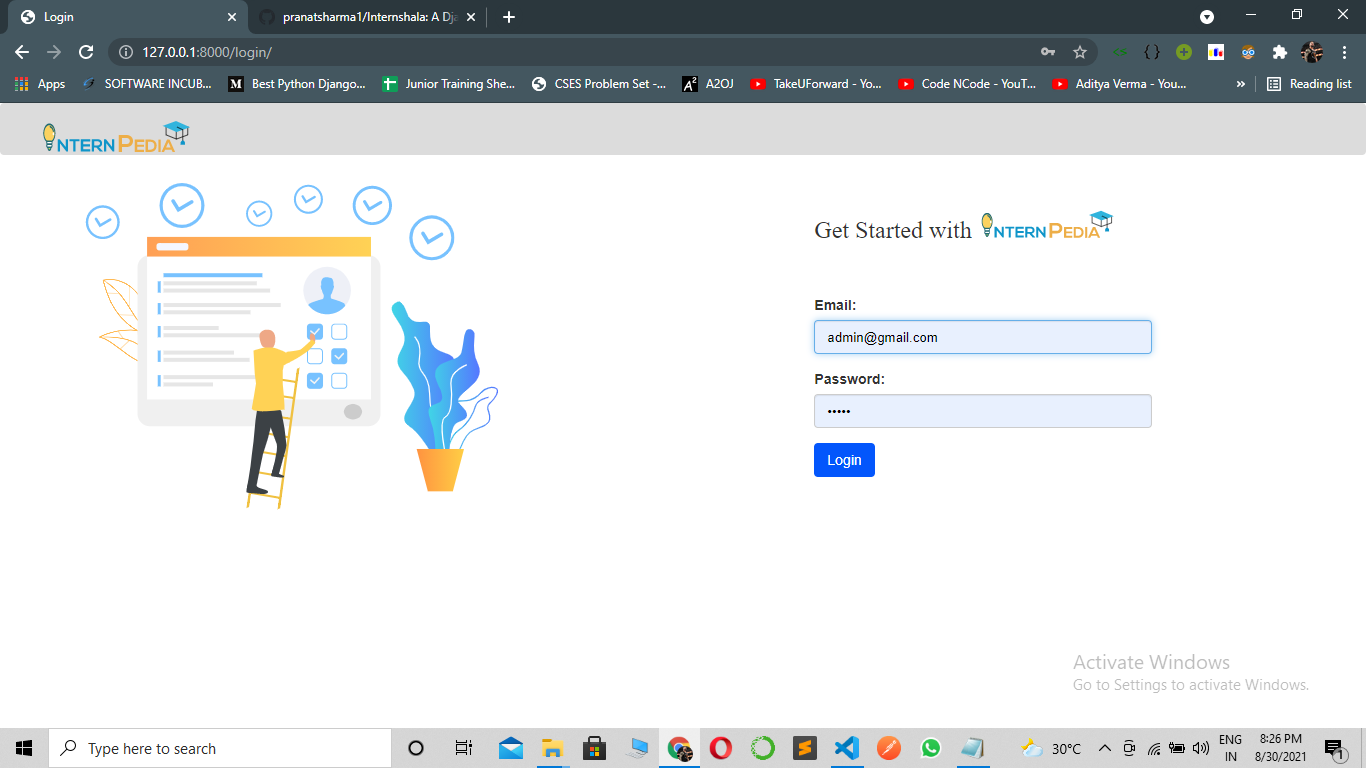 Login
pranatsharma1/Internshala: A Dja
127.0.0.1:8000/login/
Apps
SOFTWARE INCUB...
M
Best Python Django...
Junior Training She...
CSES Problem Set -...
A² A2OJ
TakeUForward - Yo...
Code NCode - YouT...
Aditya Verma - You...
»
Reading list
INTERN PEDIA
Get Started with INTERN PEDIA
Email:
admin@gmail.com
Password:
•••••
Login
Activate Windows
Go to Settings to activate Windows.
Type here to search
30°C
ENG
IN
8:26 PM
8/30/2021
1